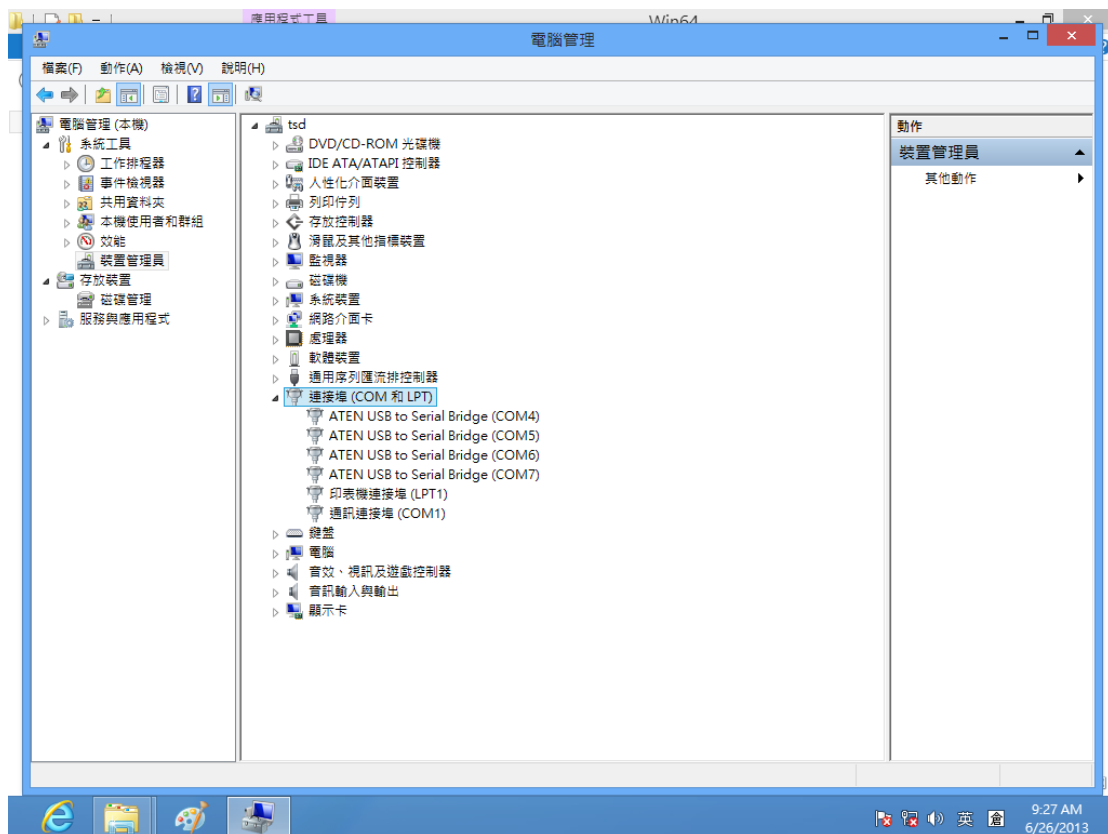 應用程式工具
Win64
電腦管理
檔案(F) 動作(A) 檢視(V) 說明(H)
電腦管理 (本機)
系統工具
工作排程器
事件檢視器
共用資料夾
本機使用者和群組
效能
裝置管理員
存放裝置
磁碟管理
服務與應用程式
tsd
DVD/CD-ROM 光碟機
IDE ATA/ATAPI 控制器
人性化介面裝置
列印佇列
存放控制器
滑鼠及其他指標裝置
監視器
磁碟機
系統裝置
網路介面卡
處理器
軟體裝置
通用序列匯流排控制器
連接埠 (COM 和 LPT)
ATEN USB to Serial Bridge (COM4)
ATEN USB to Serial Bridge (COM5)
ATEN USB to Serial Bridge (COM6)
ATEN USB to Serial Bridge (COM7)
印表機連接埠 (LPT1)
通訊連接埠 (COM1)
鍵盤
電腦
音效、視訊及遊戲控制器
音訊輸入與輸出
顯示卡
動作
裝置管理員
其他動作
英 倉 9:27 AM
6/26/2013